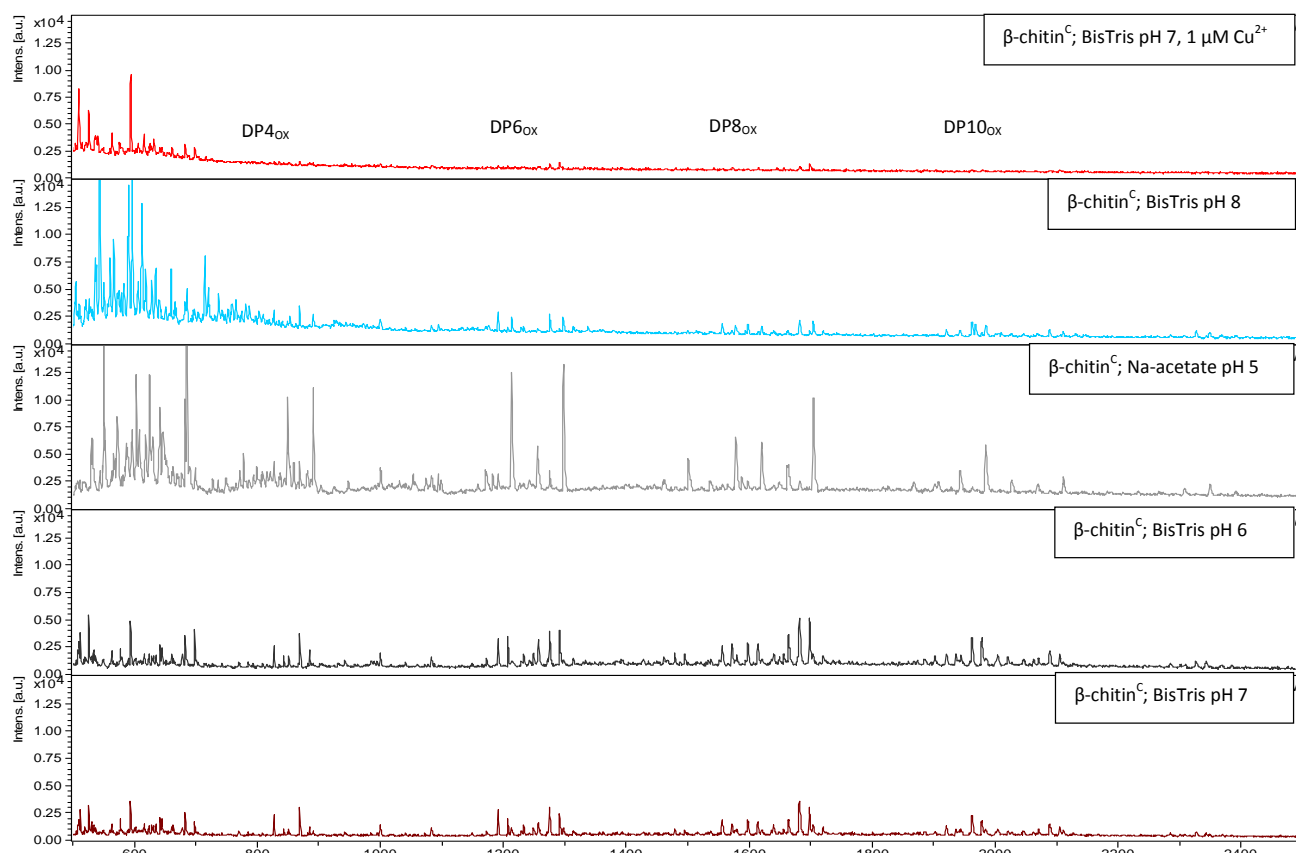 x10⁴
Intens. [a.u.]
1.25
1.00
0.75
0.50
0.25
0.00
β-chitinᶜ; BisTris pH 7, 1 μM Cu²⁺
DP4ox DP6ox DP8ox DP10ox
x10⁴
Intens. [a.u.]
1.25
1.00
0.75
0.50
0.25
0.00
β-chitinᶜ; BisTris pH 8
x10⁴
Intens. [a.u.]
1.25
1.00
0.75
0.50
0.25
0.00
β-chitinᶜ; Na-acetate pH 5
x10⁴
Intens. [a.u.]
1.25
1.00
0.75
0.50
0.25
0.00
β-chitinᶜ; BisTris pH 6
x10⁴
Intens. [a.u.]
1.25
1.00
0.75
0.50
0.25
0.00
β-chitinᶜ; BisTris pH 7
600 800 1000 1200 1400 1600 1800 2000 2200 2400